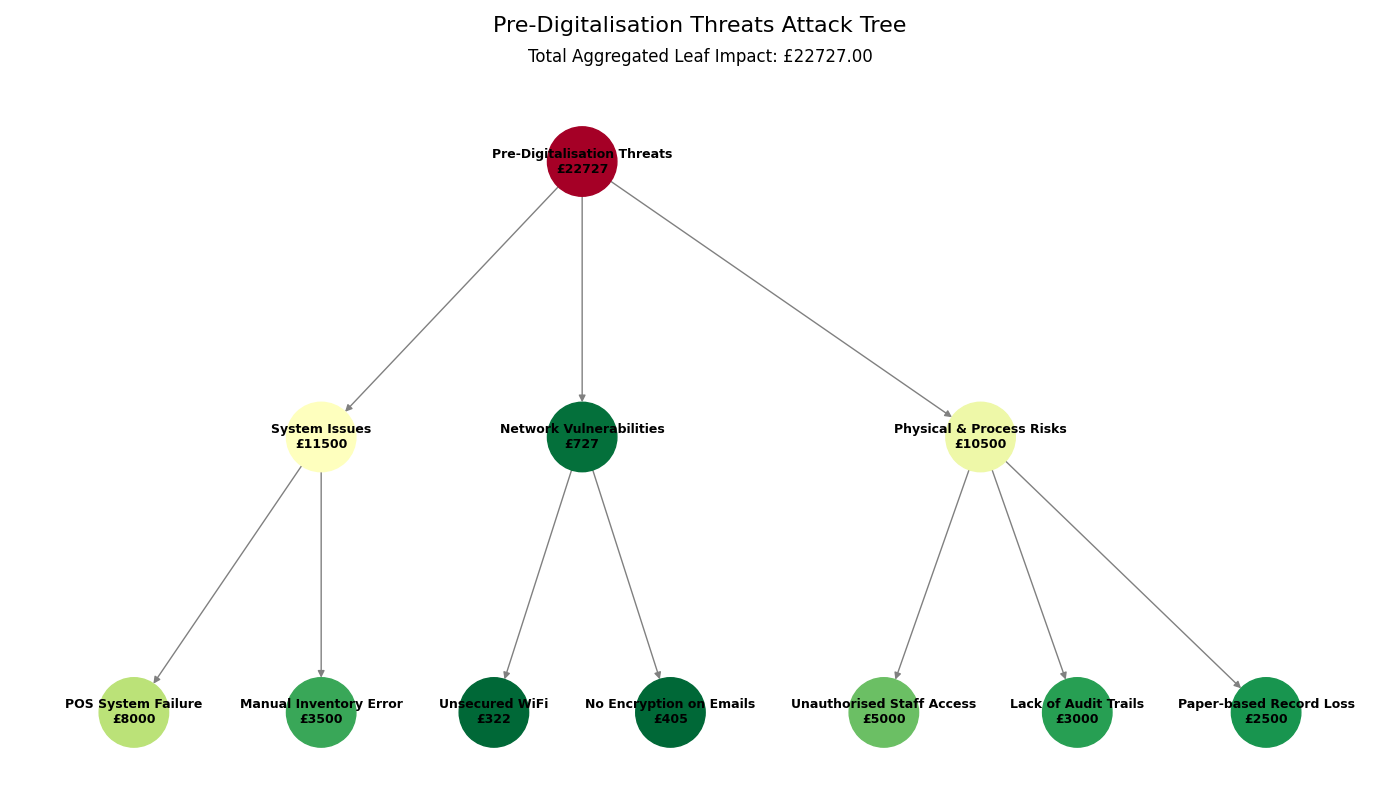 Pre-Digitalisation Threats Attack Tree
Total Aggregated Leaf Impact: £22727.00
Pre-Digitalisation Threats
£22727
System Issues
£11500
Network Vulnerabilities
£727
Physical & Process Risks
£10500
POS System Failure
£8000
Manual Inventory Error
£3500
Unsecured WiFi
£322
No Encryption on Emails
£405
Unauthorised Staff Access
£5000
Lack of Audit Trails
£3000
Paper-based Record Loss
£2500